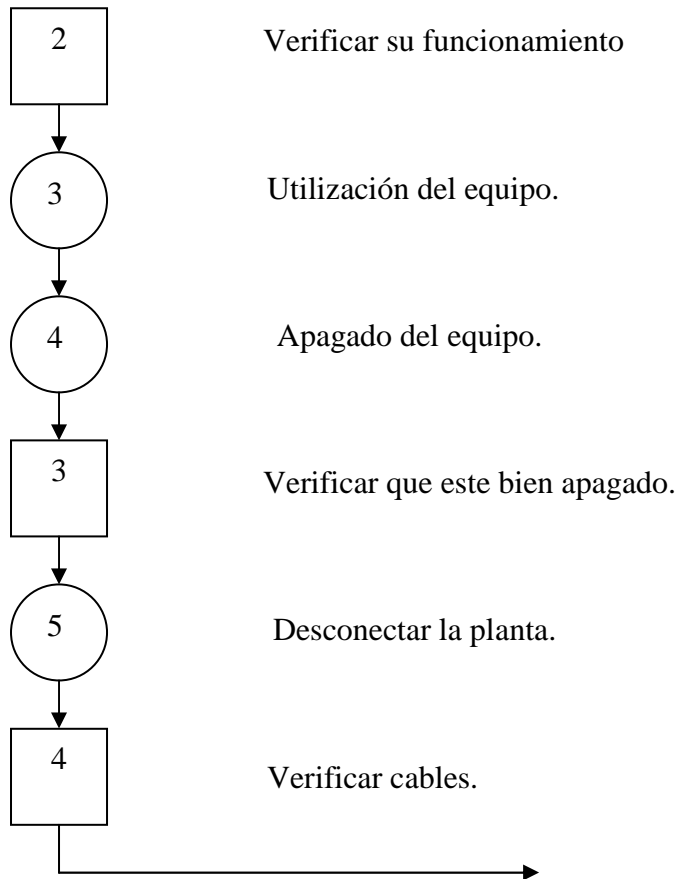 2 Verificar su funcionamiento
3 Utilización del equipo.
4 Apagado del equipo.
3 Verificar que este bien apagado.
5 Desconectar la planta.
4 Verificar cables.